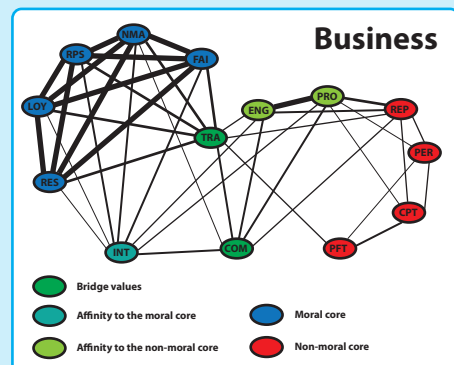 Business
NMA
RPS
FAI
LOY
RES
ENG
PRO
REP
TRA
PER
CPT
INT
COM
PFT
Bridge values
Affinity to the moral core
Moral core
Affinity to the non-moral core
Non-moral core